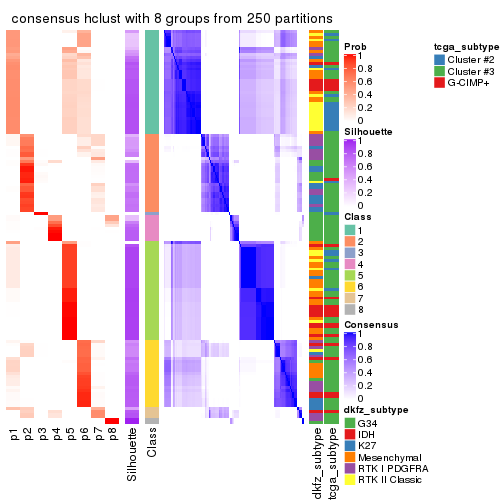 consensus hclust with 8 groups from 250 partitions
Prob
1
0.8
0.6
0.4
0.2
0
Silhouette
1
0.8
0.6
0.4
0.2
0
Class
1
2
3
4
5
6
7
8
Consensus
1
0.8
0.6
0.4
0.2
0
dkfz_subtype
G34
IDH
K27
Mesenchymal
RTK I PDGFRA
RTK II Classic
tcga_subtype
Cluster #2
Cluster #3
G-CIMP+
p1
p2
p3
p4
p5
p6
p7
p8
Silhouette
Class
dkfz_subtype
tcga_subtype